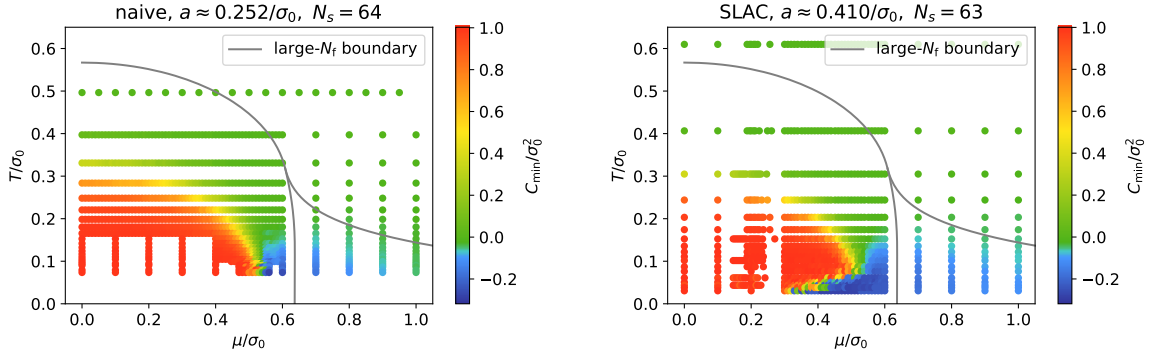 naive, a ≈ 0.252/σ₀, Nₛ = 64
large-N_f boundary
T/σ₀
0.6
0.5
0.4
0.3
0.2
0.1
0.0
0.0 0.2 0.4 0.6 0.8 1.0
μ/σ₀
1.0
0.8
0.6
0.4
0.2
0.0
−0.2
C_min/σ₀²
SLAC, a ≈ 0.410/σ₀, Nₛ = 63
large-N_f boundary
T/σ₀
0.6
0.5
0.4
0.3
0.2
0.1
0.0
0.0 0.2 0.4 0.6 0.8 1.0
μ/σ₀
1.0
0.8
0.6
0.4
0.2
0.0
−0.2
C_min/σ₀²